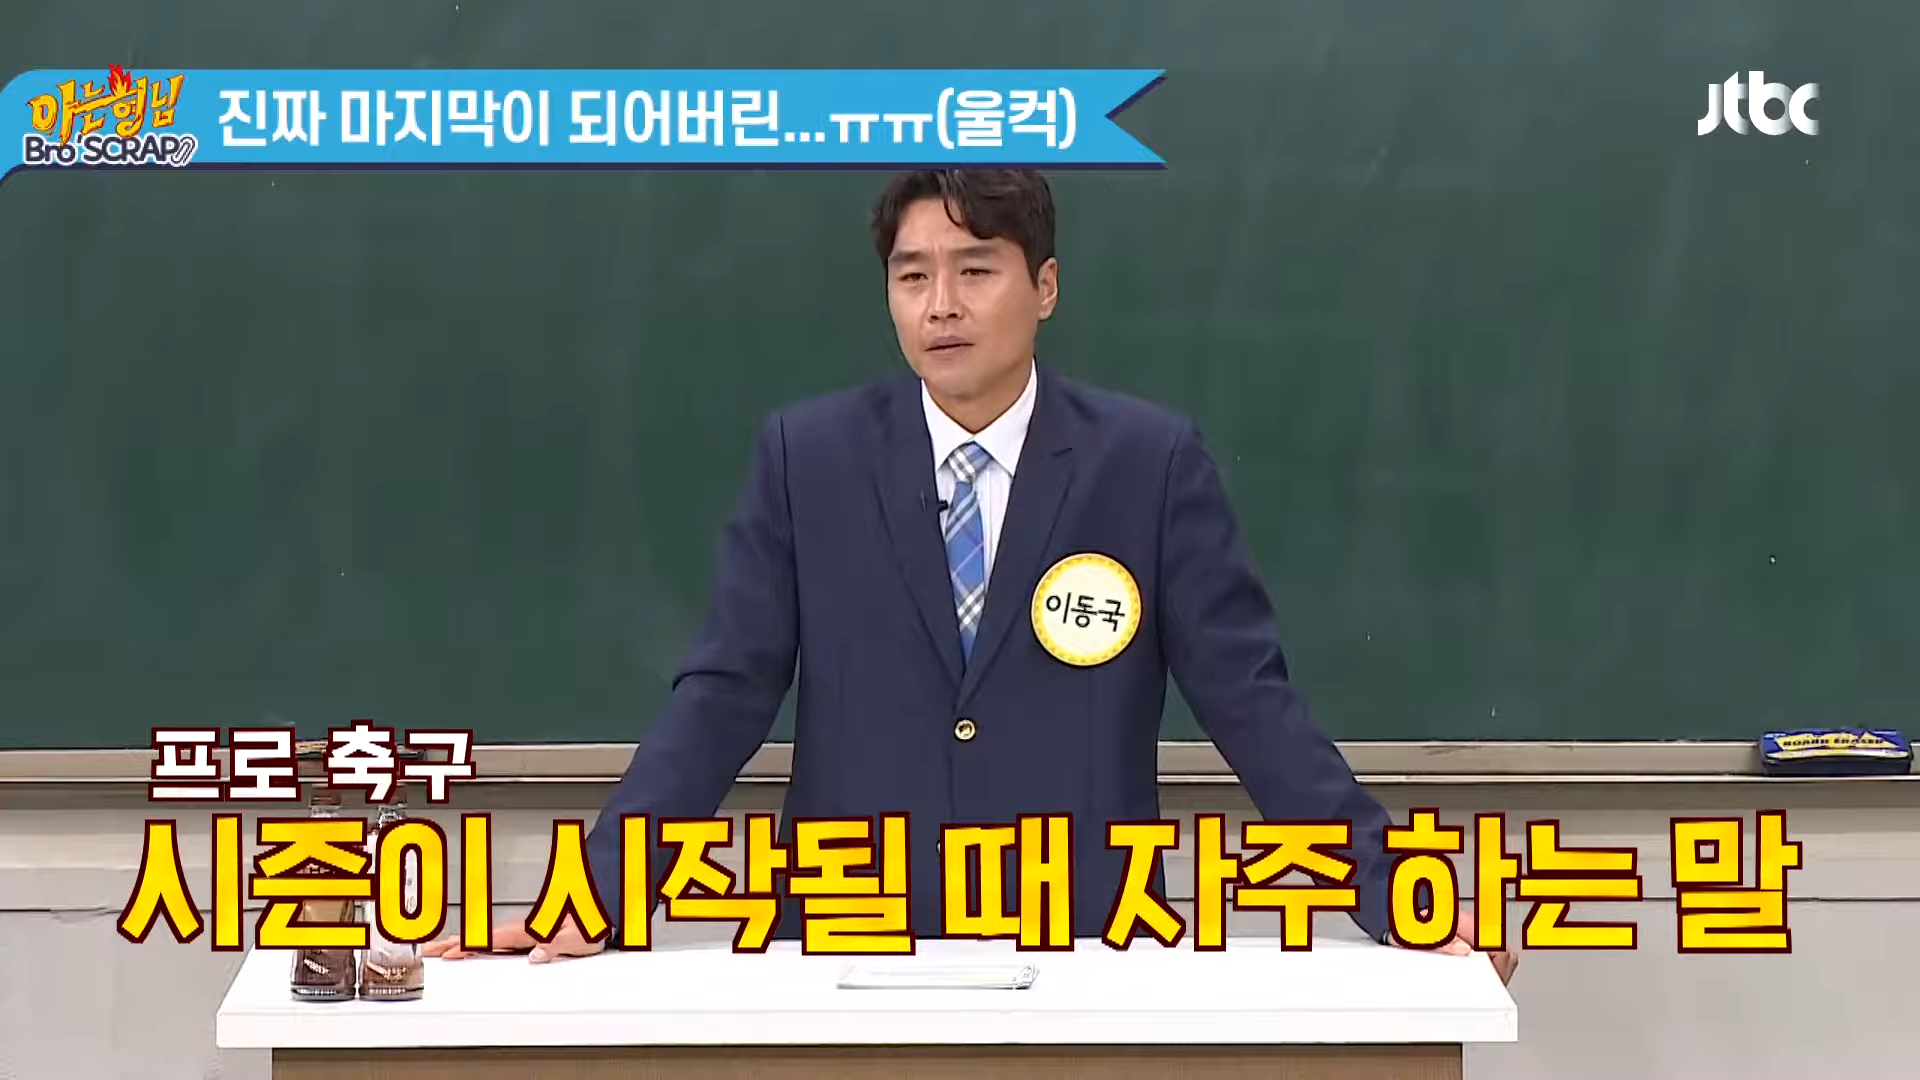 아는형님
Bro'SCRAP
진짜 마지막이 되어버린...ㅠㅠ(울컥)
jtbc
이동국
BOARD ERASER
프로 축구
시즌이 시작될 때 자주 하는 말